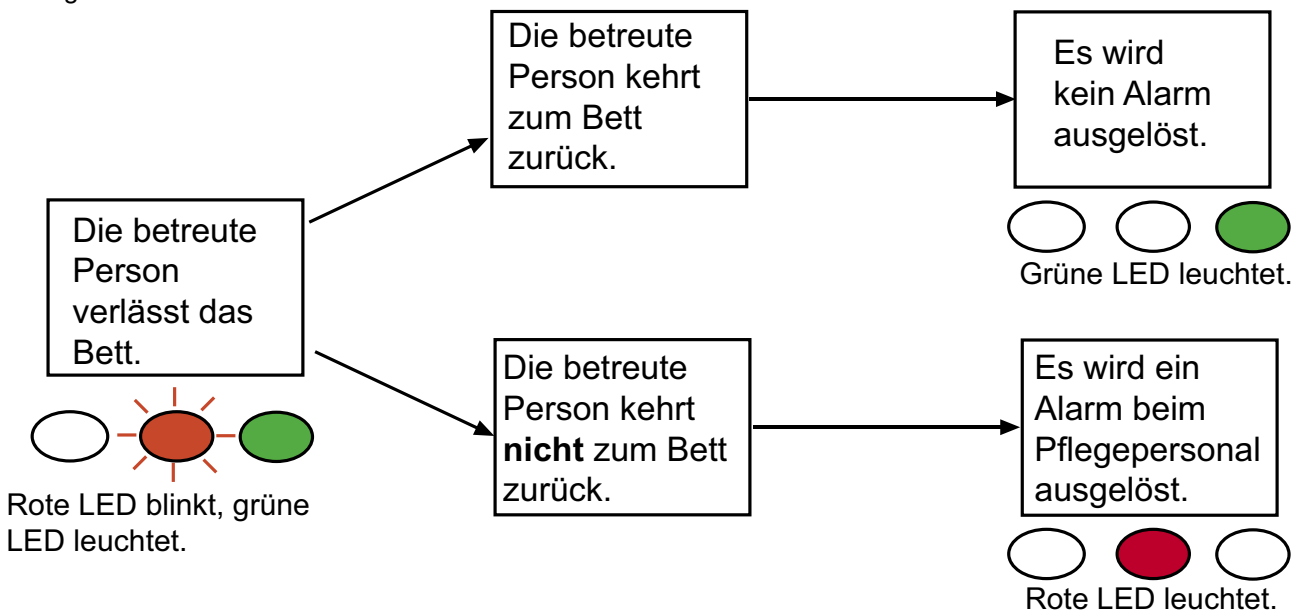 Die betreute
Person
verlässt das
Bett.
Rote LED blinkt, grüne
LED leuchtet.
Die betreute
Person kehrt
zum Bett
zurück.
Es wird
kein Alarm
ausgelöst.
Grüne LED leuchtet.
Die betreute
Person kehrt
nicht zum Bett
zurück.
Es wird ein
Alarm beim
Pflegepersonal
ausgelöst.
Rote LED leuchtet.